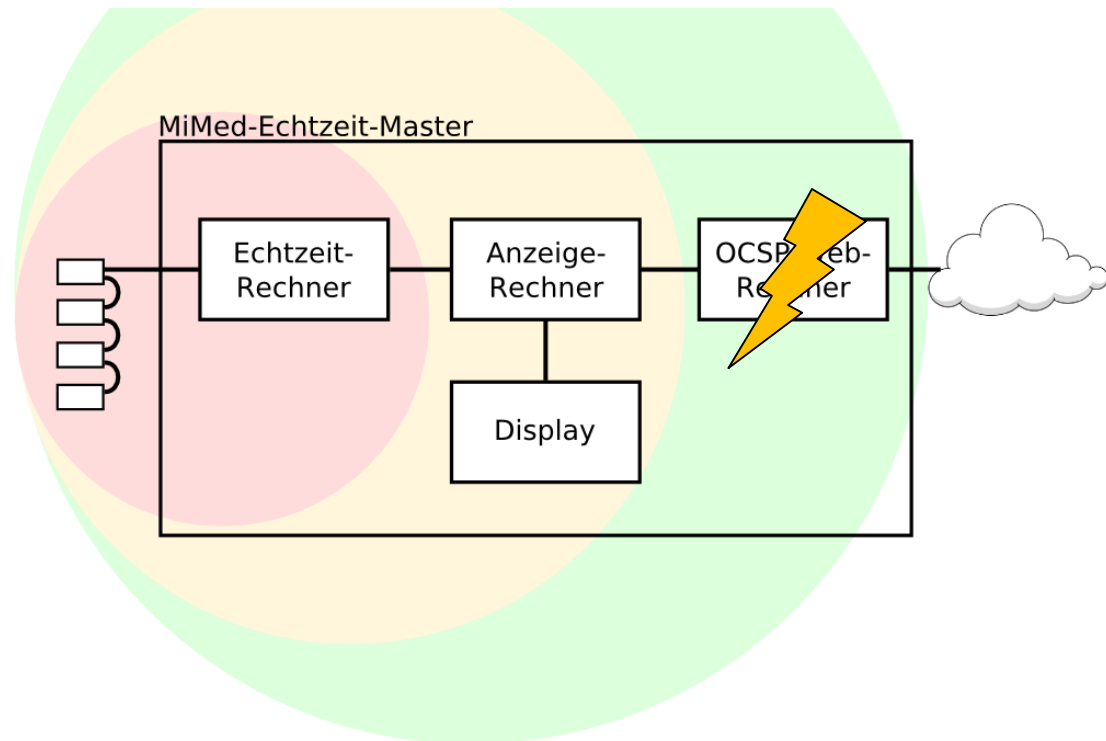 MiMed-Echtzeit-Master
Echtzeit-
Rechner
Anzeige-
Rechner
Display